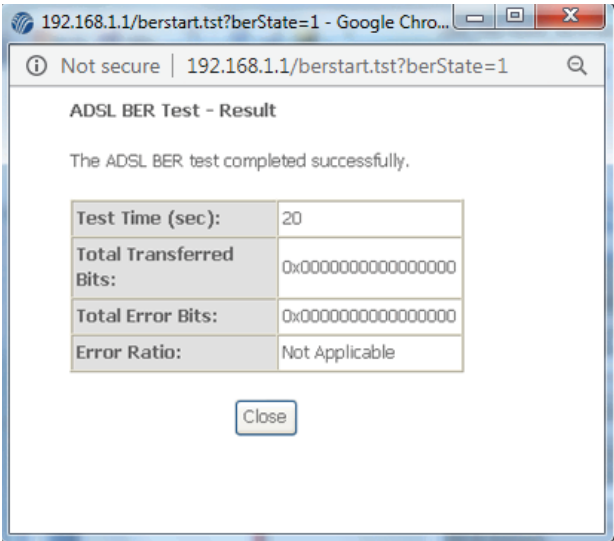 192.168.1.1/berstart.tst?berState=1 - Google Chro...
Not secure | 192.168.1.1/berstart.tst?berState=1
ADSL BER Test - Result
The ADSL BER test completed successfully.
Test Time (sec): 20
Total Transferred
Bits: 0x0000000000000000
Total Error Bits: 0x0000000000000000
Error Ratio: Not Applicable
Close